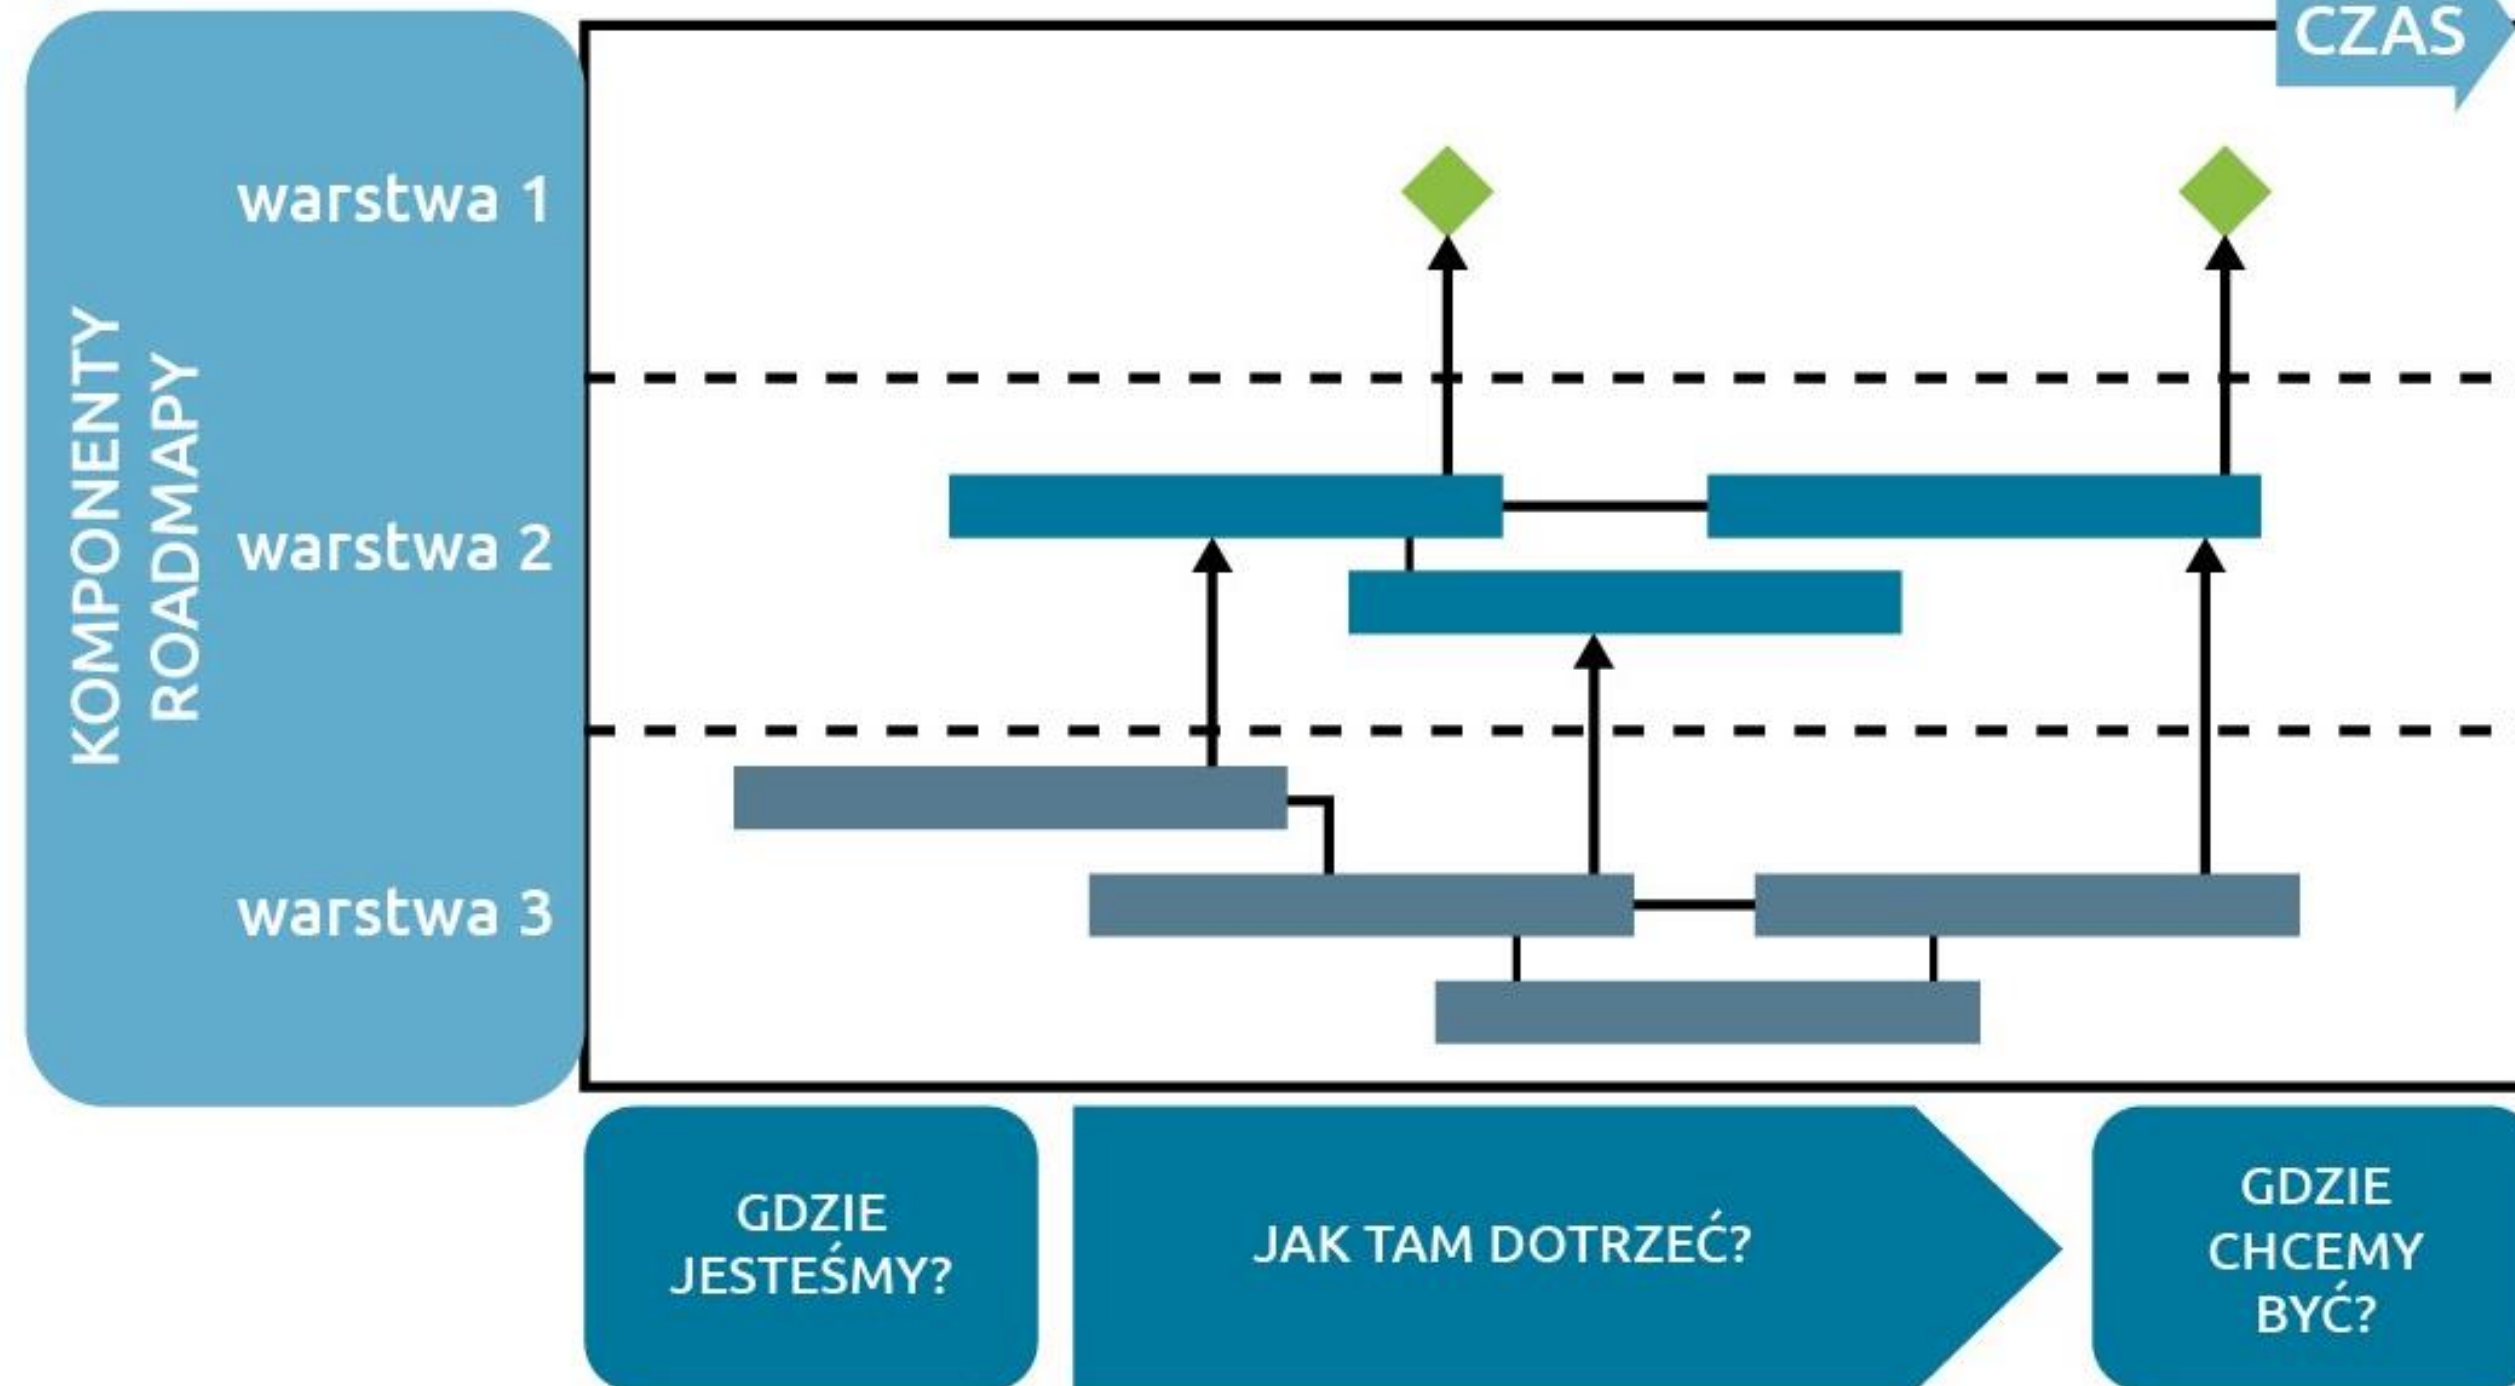 CZAS
KOMPONENTY
ROADMAPY
warstwa 1
warstwa 2
warstwa 3
GDZIE
JESTEŚMY?
JAK TAM DOTRZEĆ?
GDZIE
CHCEMY
BYĆ?